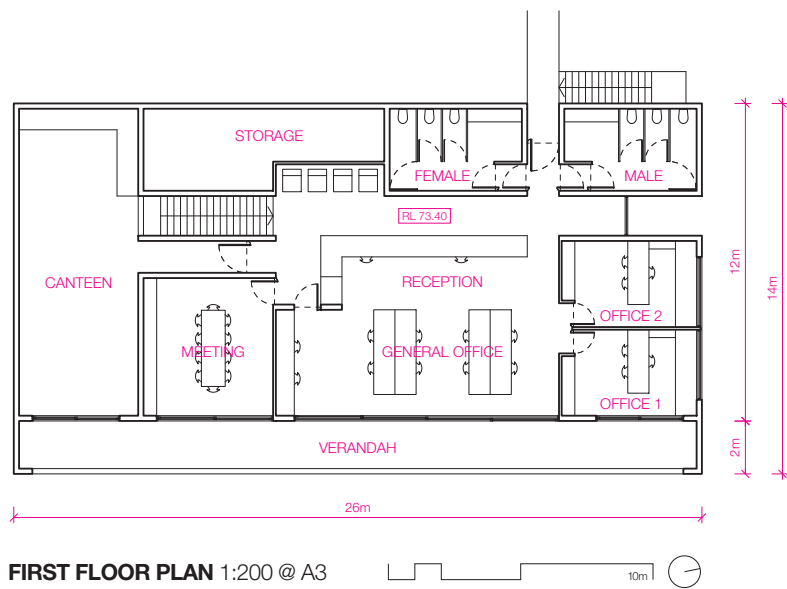 STORAGE
FEMALE
MALE
RL 73.40
CANTEEN
RECEPTION
12m
14m
OFFICE 2
MEETING
GENERAL OFFICE
OFFICE 1
VERANDAH
2m
26m
FIRST FLOOR PLAN 1:200 @ A3
10m